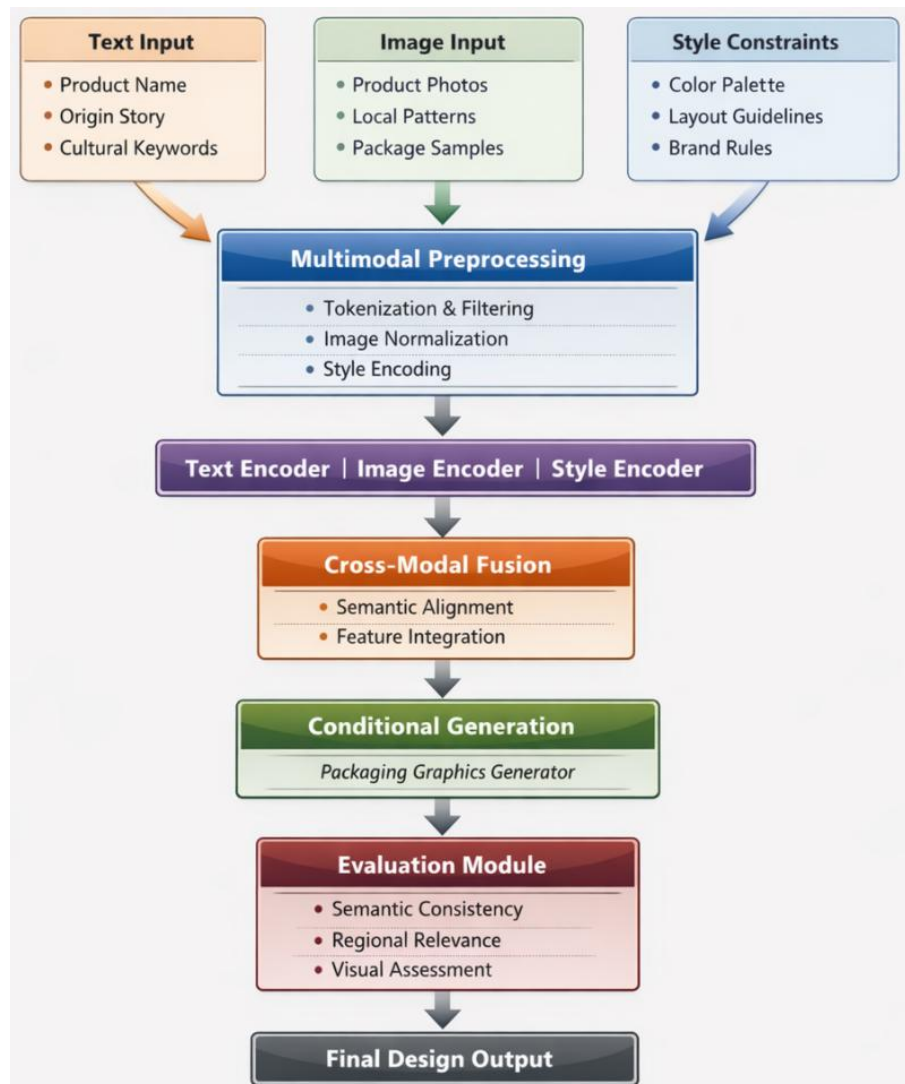 Text Input
• Product Name
• Origin Story
• Cultural Keywords
Image Input
• Product Photos
• Local Patterns
• Package Samples
Style Constraints
• Color Palette
• Layout Guidelines
• Brand Rules
Multimodal Preprocessing
• Tokenization & Filtering
• Image Normalization
• Style Encoding
Text Encoder | Image Encoder | Style Encoder
Cross-Modal Fusion
• Semantic Alignment
• Feature Integration
Conditional Generation
Packaging Graphics Generator
Evaluation Module
• Semantic Consistency
• Regional Relevance
• Visual Assessment
Final Design Output